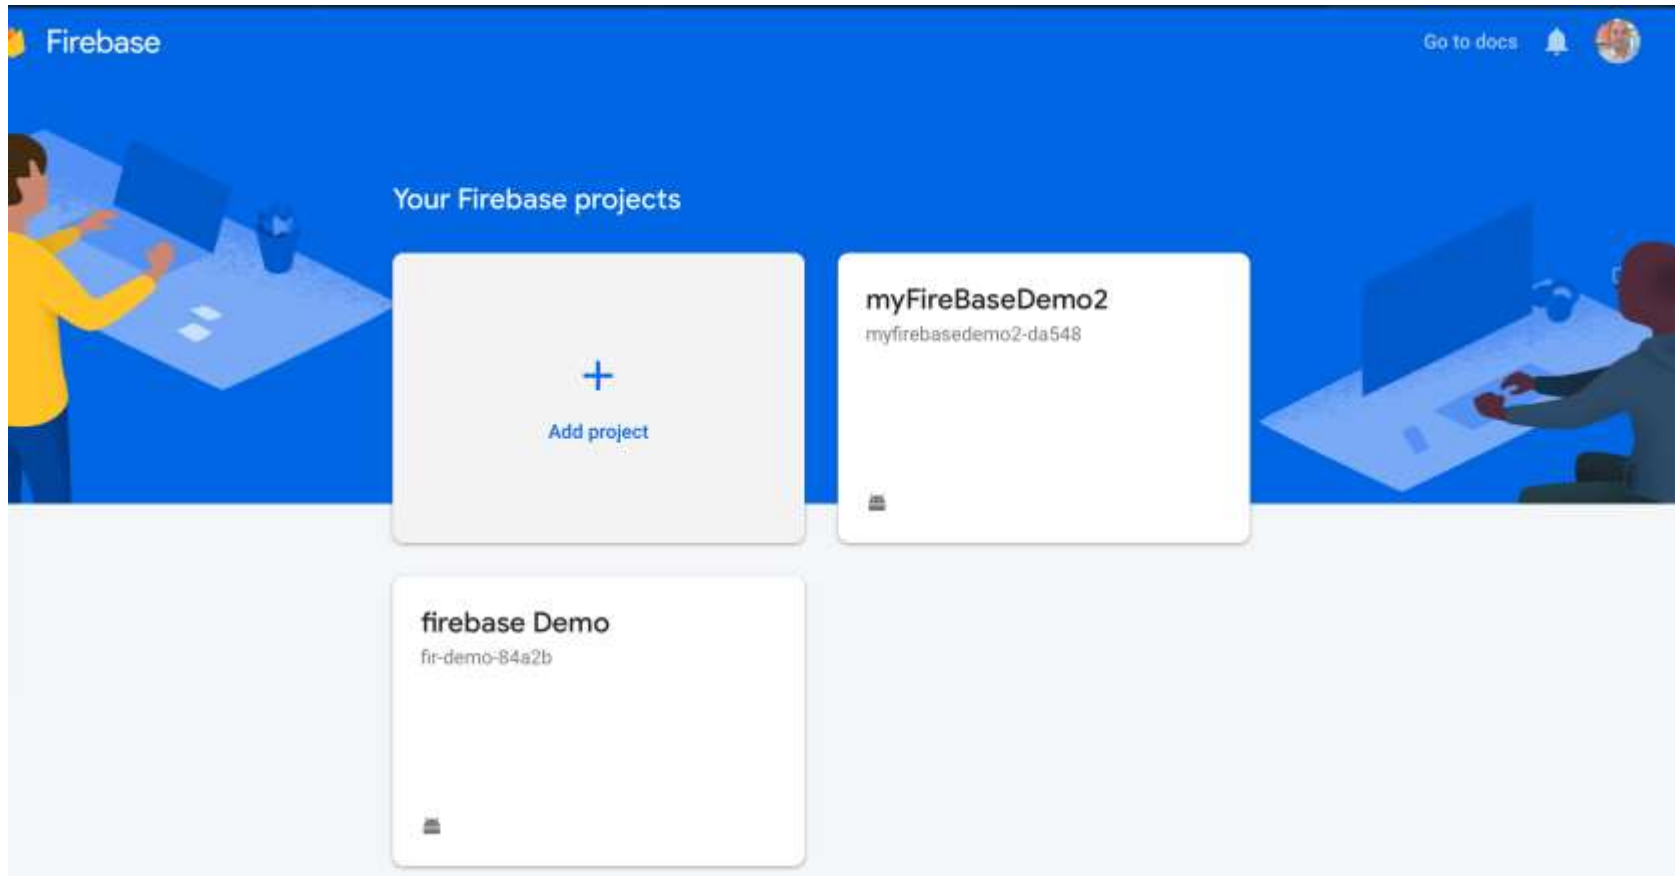 Firebase
Go to docs
Your Firebase projects
Add project
myFireBaseDemo2
myfirebasedemo2-da548
firebase Demo
fir-demo-84a2b